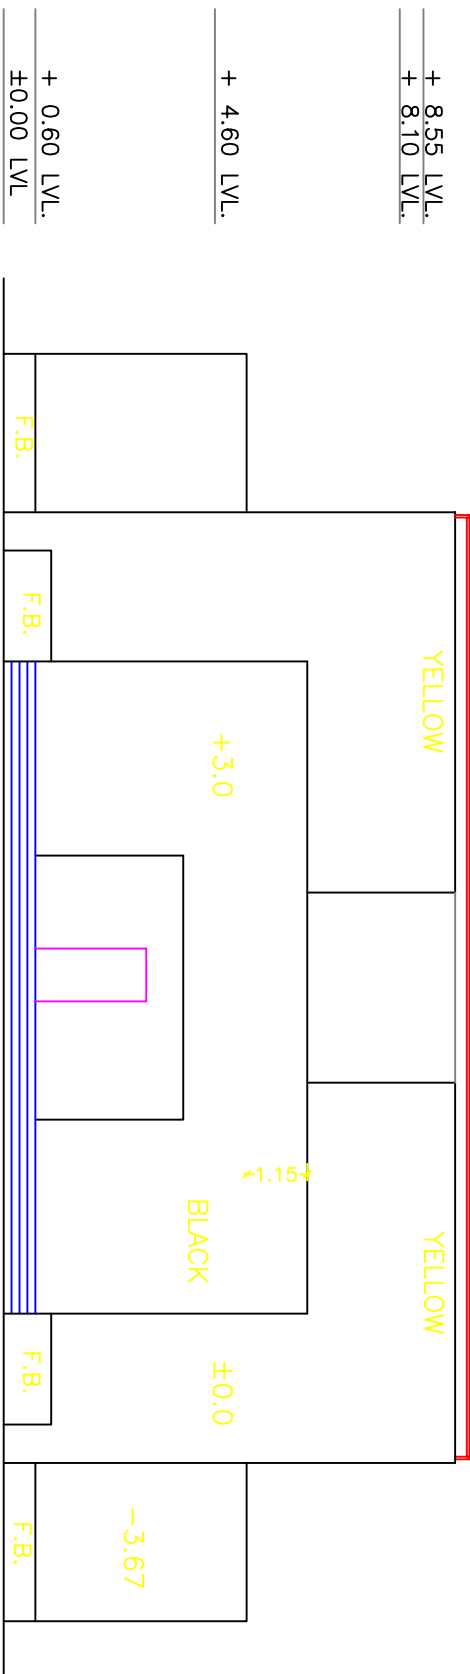 + 8.55 LVL.
+ 8.10 LVL.
+ 4.60 LVL.
+ 0.60 LVL.
±0.00 LVL
YELLOW
YELLOW
+3.0
1.15
BLACK
±0.0
-3.67
F.B.
F.B.
F.B.
F.B.